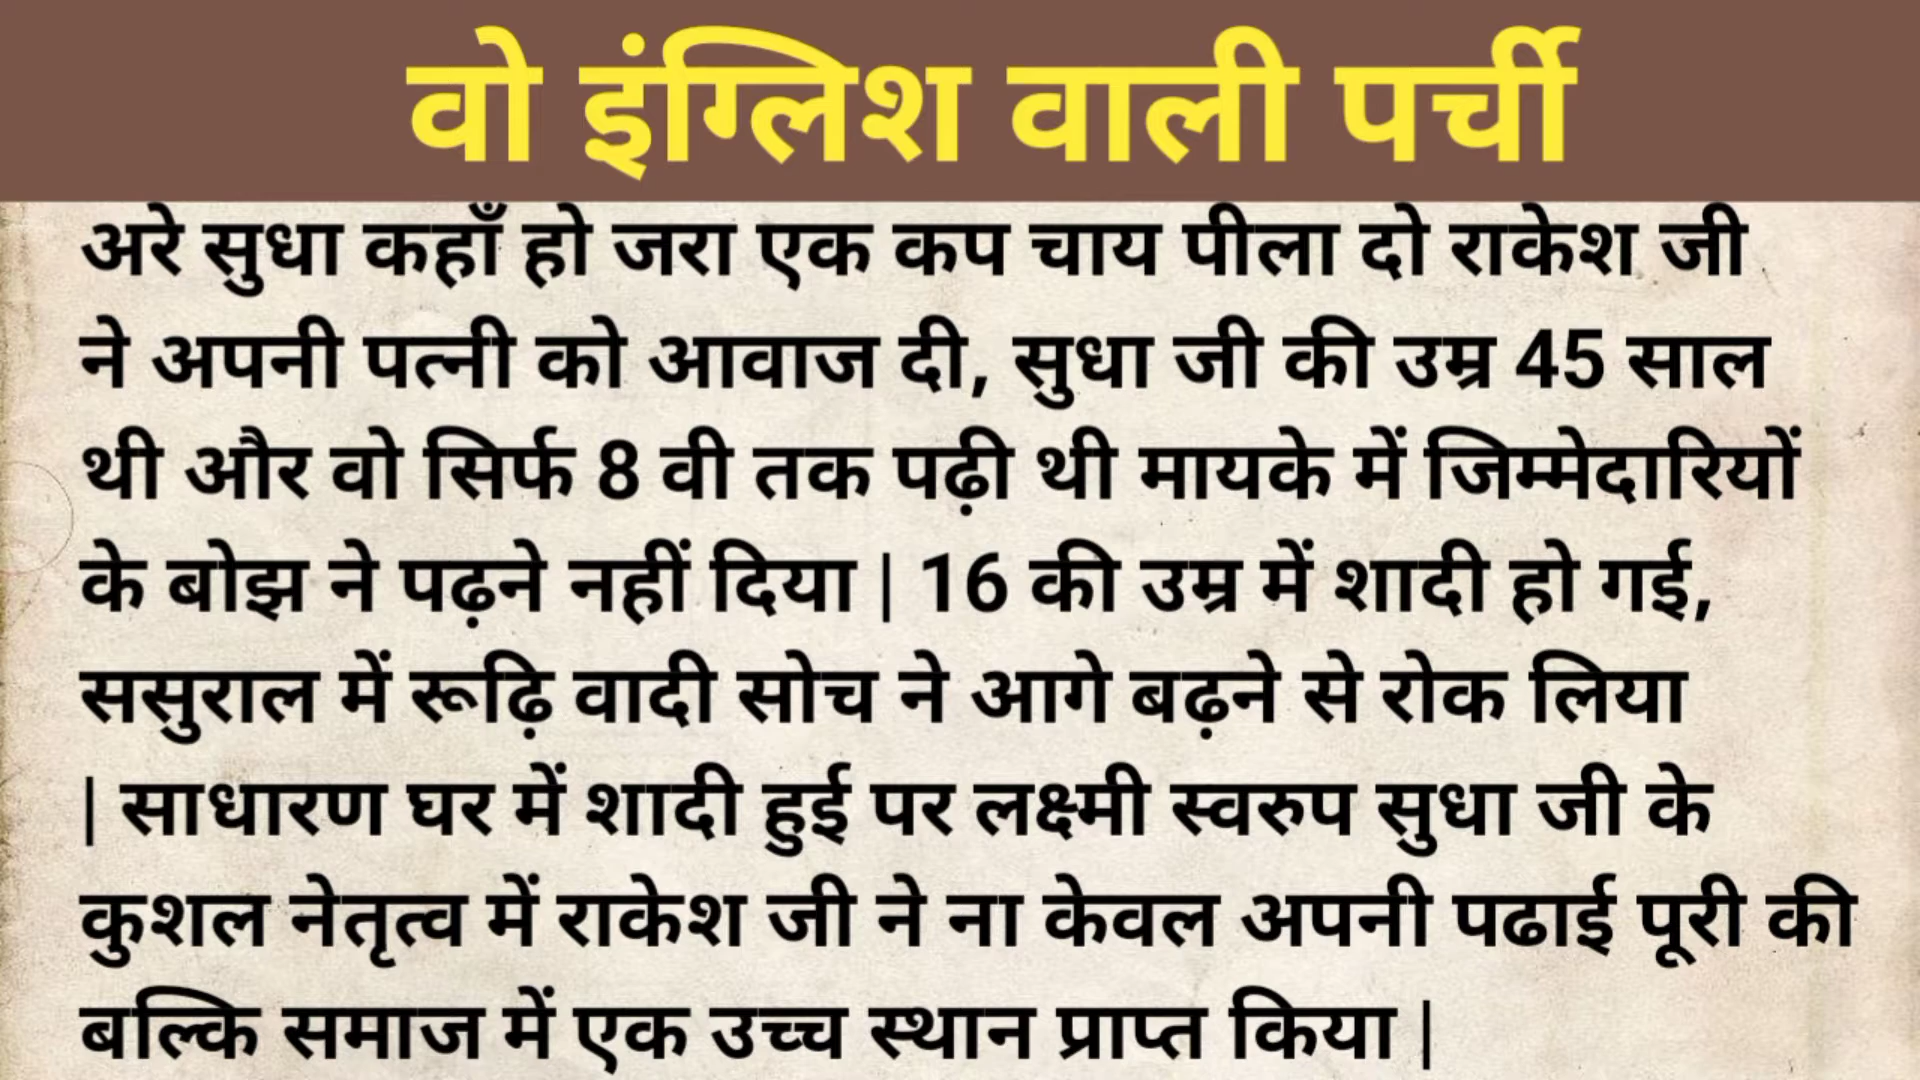 वो इंग्लिश वाली पर्ची
अरे सुधा कहाँ हो जरा एक कप चाय पीला दो राकेश जी
ने अपनी पत्नी को आवाज दी, सुधा जी की उम्र 45 साल
थी और वो सिर्फ 8 वी तक पढ़ी थी मायके में जिम्मेदारियों
के बोझ ने पढ़ने नहीं दिया | 16 की उम्र में शादी हो गई,
ससुराल में रूढ़ि वादी सोच ने आगे बढ़ने से रोक लिया
| साधारण घर में शादी हुई पर लक्ष्मी स्वरुप सुधा जी के
कुशल नेतृत्व में राकेश जी ने ना केवल अपनी पढाई पूरी की
बल्कि समाज में एक उच्च स्थान प्राप्त किया |